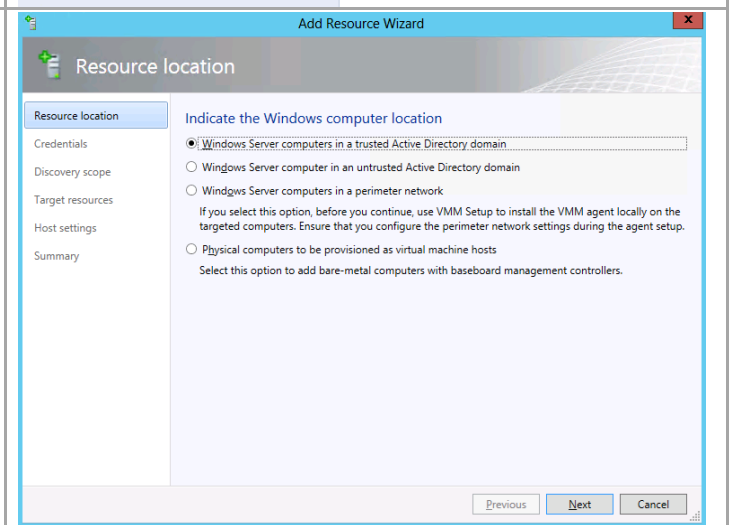 Add Resource Wizard
x
Resource location
Resource location
Credentials
Discovery scope
Target resources
Host settings
Summary
Indicate the Windows computer location
Windows Server computers in a trusted Active Directory domain
Windows Server computer in an untrusted Active Directory domain
Windows Server computers in a perimeter network
If you select this option, before you continue, use VMM Setup to install the VMM agent locally on the
targeted computers. Ensure that you configure the perimeter network settings during the agent setup.
Physical computers to be provisioned as virtual machine hosts
Select this option to add bare-metal computers with baseboard management controllers.
Previous
Next
Cancel